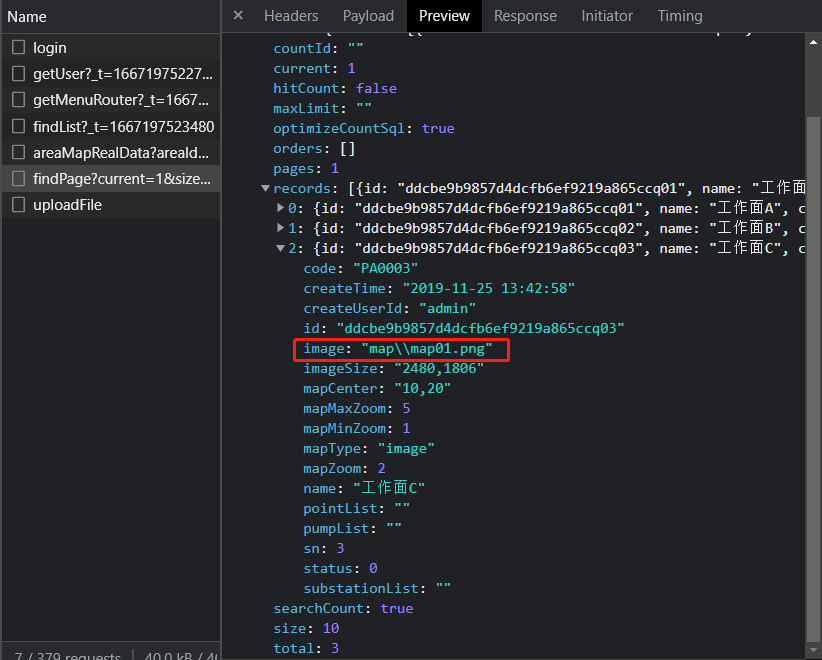 Name
Headers Payload Preview Response Initiator Timing
login
getUser?_t=16671975227...
getMenuRouter?_t=1667...
findList?_t=1667197523480
areaMapRealData?areaId...
findPage?current=1&size...
uploadFile
countId: ""
current: 1
hitCount: false
maxLimit: ""
optimizeCountSql: true
orders: []
pages: 1
records: [{id: "ddcbe9b9857d4dcfb6ef9219a865ccq01", name: "工作面
0: {id: "ddcbe9b9857d4dcfb6ef9219a865ccq01", name: "工作面A", c
1: {id: "ddcbe9b9857d4dcfb6ef9219a865ccq02", name: "工作面B", c
2: {id: "ddcbe9b9857d4dcfb6ef9219a865ccq03", name: "工作面C", c
code: "PA0003"
createTime: "2019-11-25 13:42:58"
createUserId: "admin"
id: "ddcbe9b9857d4dcfb6ef9219a865ccq03"
image: "map\\map01.png"
imageSize: "2480,1806"
mapCenter: "10,20"
mapMaxZoom: 5
mapMinZoom: 1
mapType: "image"
mapZoom: 2
name: "工作面C"
pointList: ""
pumpList: ""
sn: 3
status: 0
substationList: ""
searchCount: true
size: 10
total: 3
7 / 379 requests 40.0 kB /